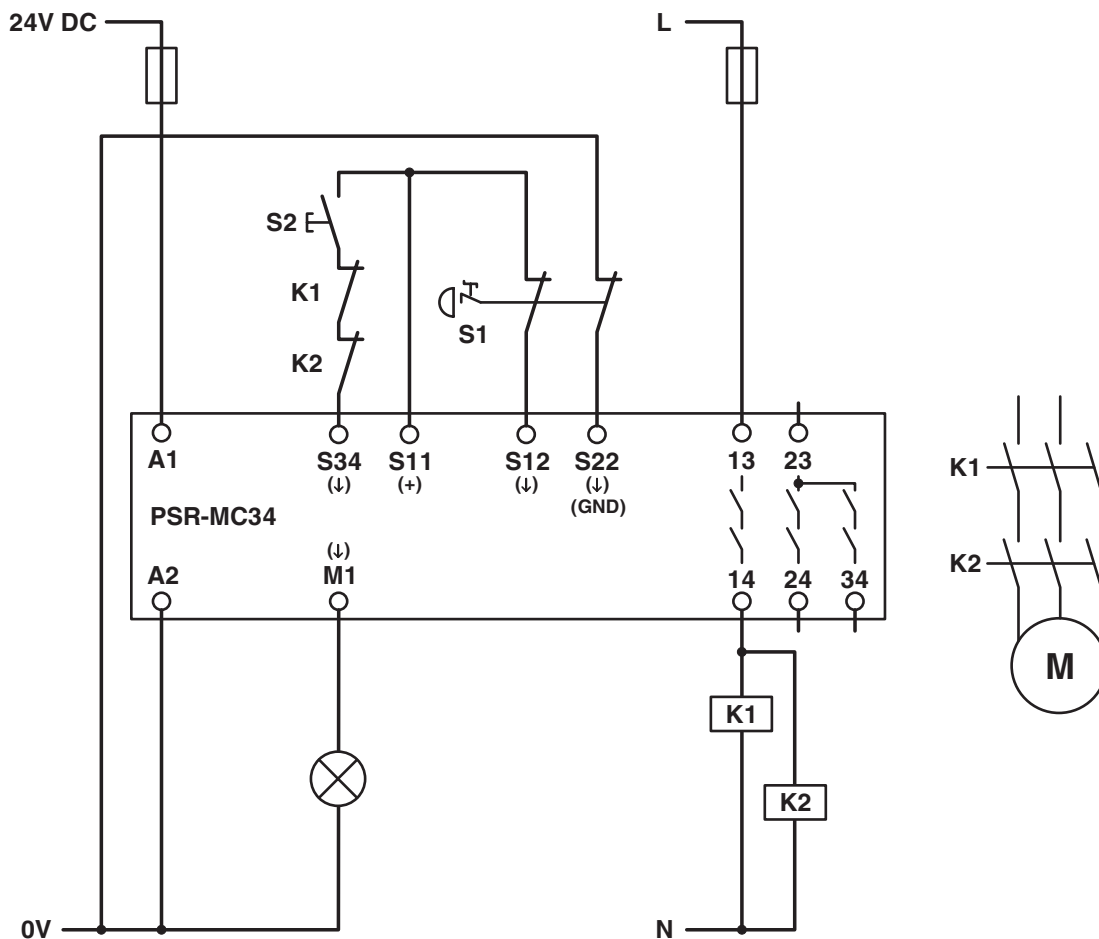 24V DC
L
S2
K1
S1
K2
A1
S34
S11
S12
S22
13
23
(↓)
(+)
(↓)
(↓)
(GND)
PSR-MC34
(↓)
A2
M1
14
24
34
K1
K2
K1
K2
M
0V
N